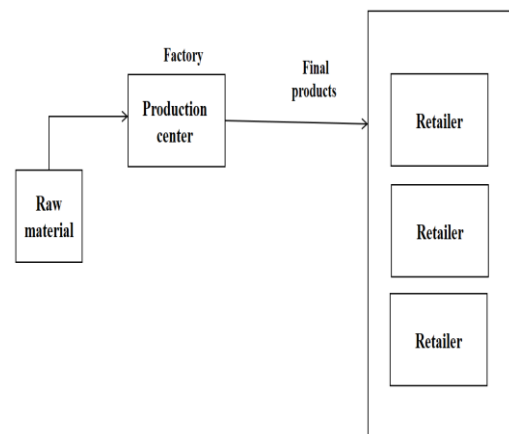 Factory
Production
center
Raw
material
Final
products
Retailer
Retailer
Retailer